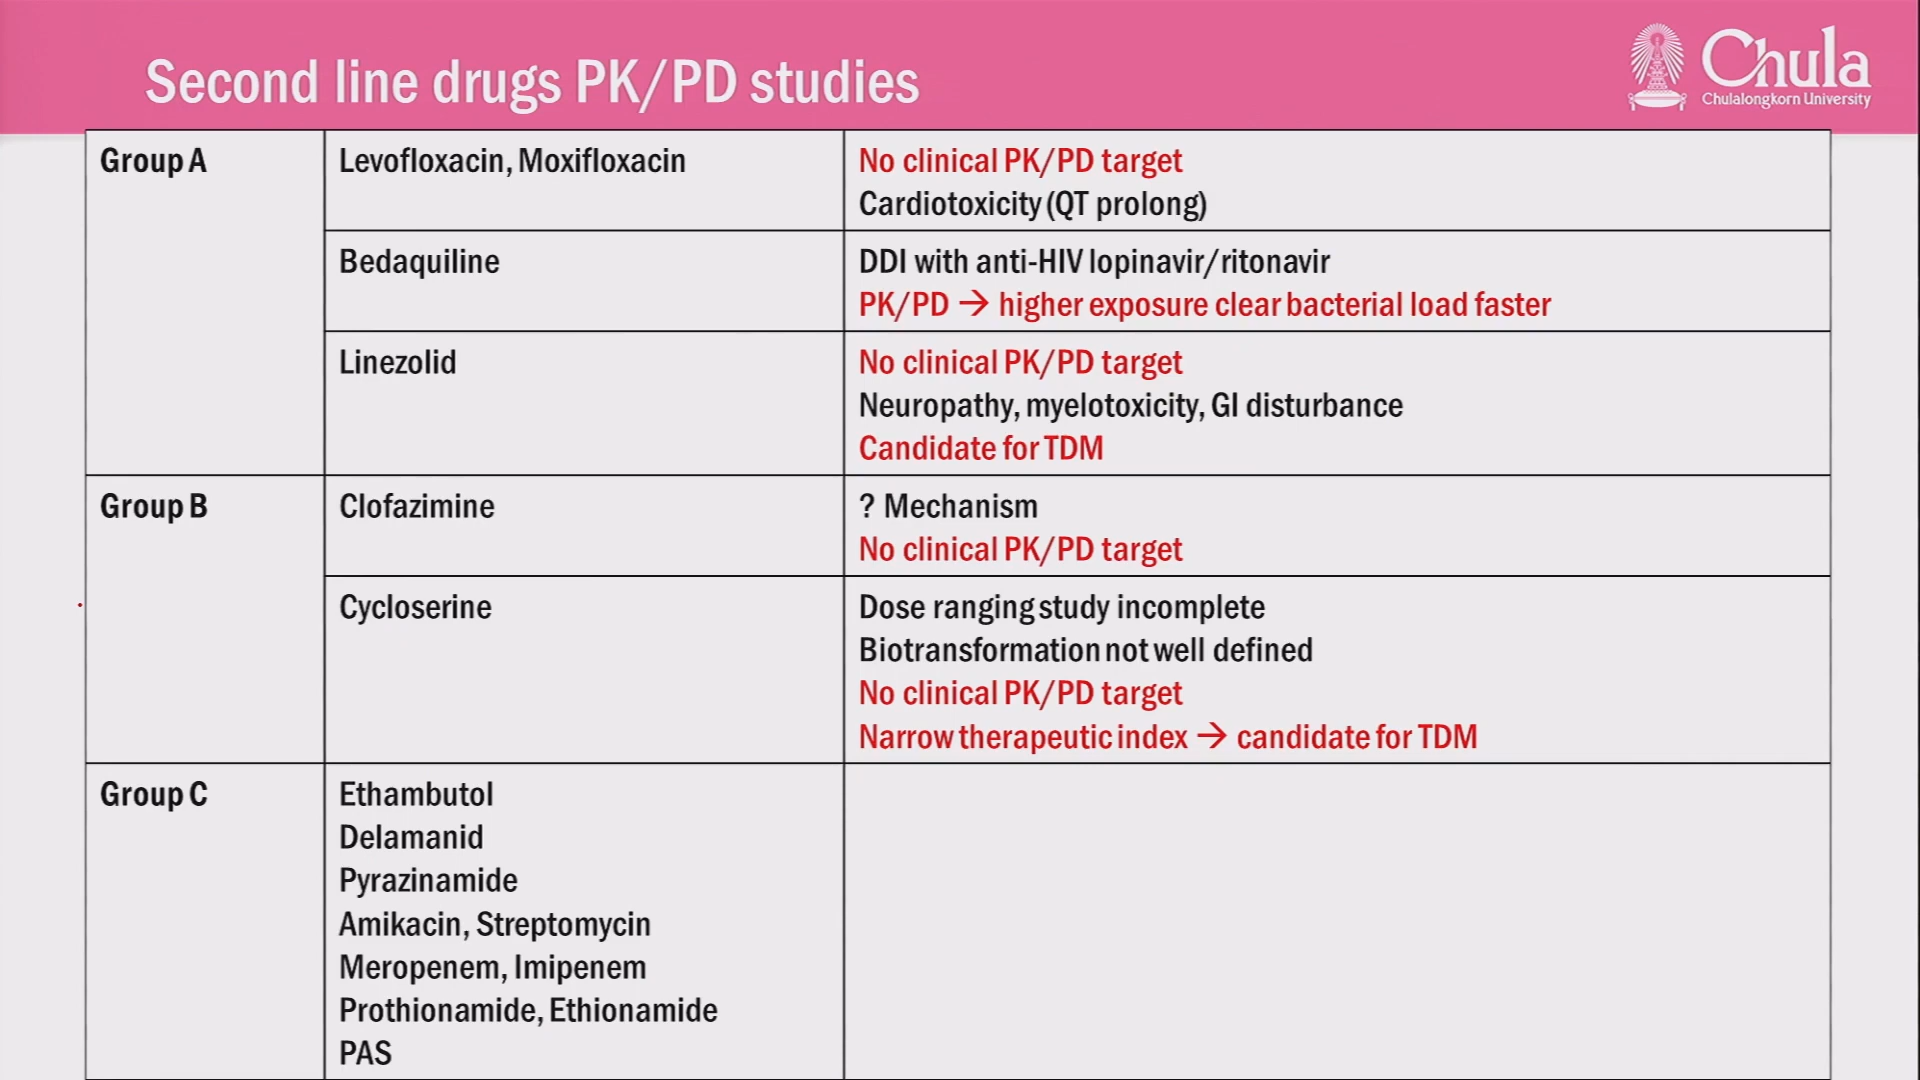 Second line drugs PK/PD studies
Chula
Chulalongkorn University
Group A
Levofloxacin, Moxifloxacin
No clinical PK/PD target
Cardiotoxicity (QT prolong)
Bedaquiline
DDI with anti-HIV lopinavir/ritonavir
PK/PD → higher exposure clear bacterial load faster
Linezolid
No clinical PK/PD target
Neuropathy, myelotoxicity, GI disturbance
Candidate for TDM
Group B
Clofazimine
? Mechanism
No clinical PK/PD target
Cycloserine
Dose ranging study incomplete
Biotransformation not well defined
No clinical PK/PD target
Narrow therapeutic index → candidate for TDM
Group C
Ethambutol
Delamanid
Pyrazinamide
Amikacin, Streptomycin
Meropenem, Imipenem
Prothionamide, Ethionamide
PAS